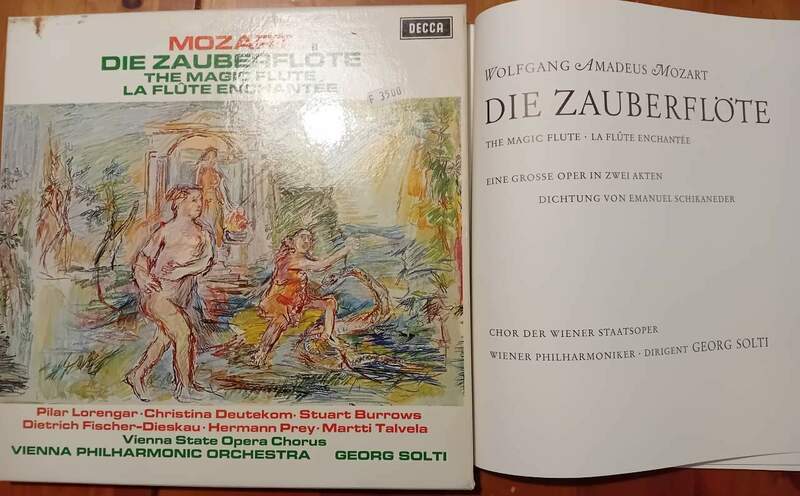 DECCA
MOZART
DIE ZAUBERFLÖTE
THE MAGIC FLUTE
LA FLÛTE ENCHANTÉE
F 3500
Pilar Lorengar · Christina Deutekom · Stuart Burrows
Dietrich Fischer-Dieskau · Hermann Prey · Martti Talvela
Vienna State Opera Chorus
VIENNA PHILHARMONIC ORCHESTRA GEORG SOLTI
WOLFGANG AMADEUS MOZART
DIE ZAUBERFLÖTE
THE MAGIC FLUTE · LA FLÛTE ENCHANTÉE
EINE GROSSE OPER IN ZWEI AKTEN
DICHTUNG VON EMANUEL SCHIKANEDER
CHOR DER WIENER STAATSOPER
WIENER PHILHARMONIKER · DIRIGENT GEORG SOLTI